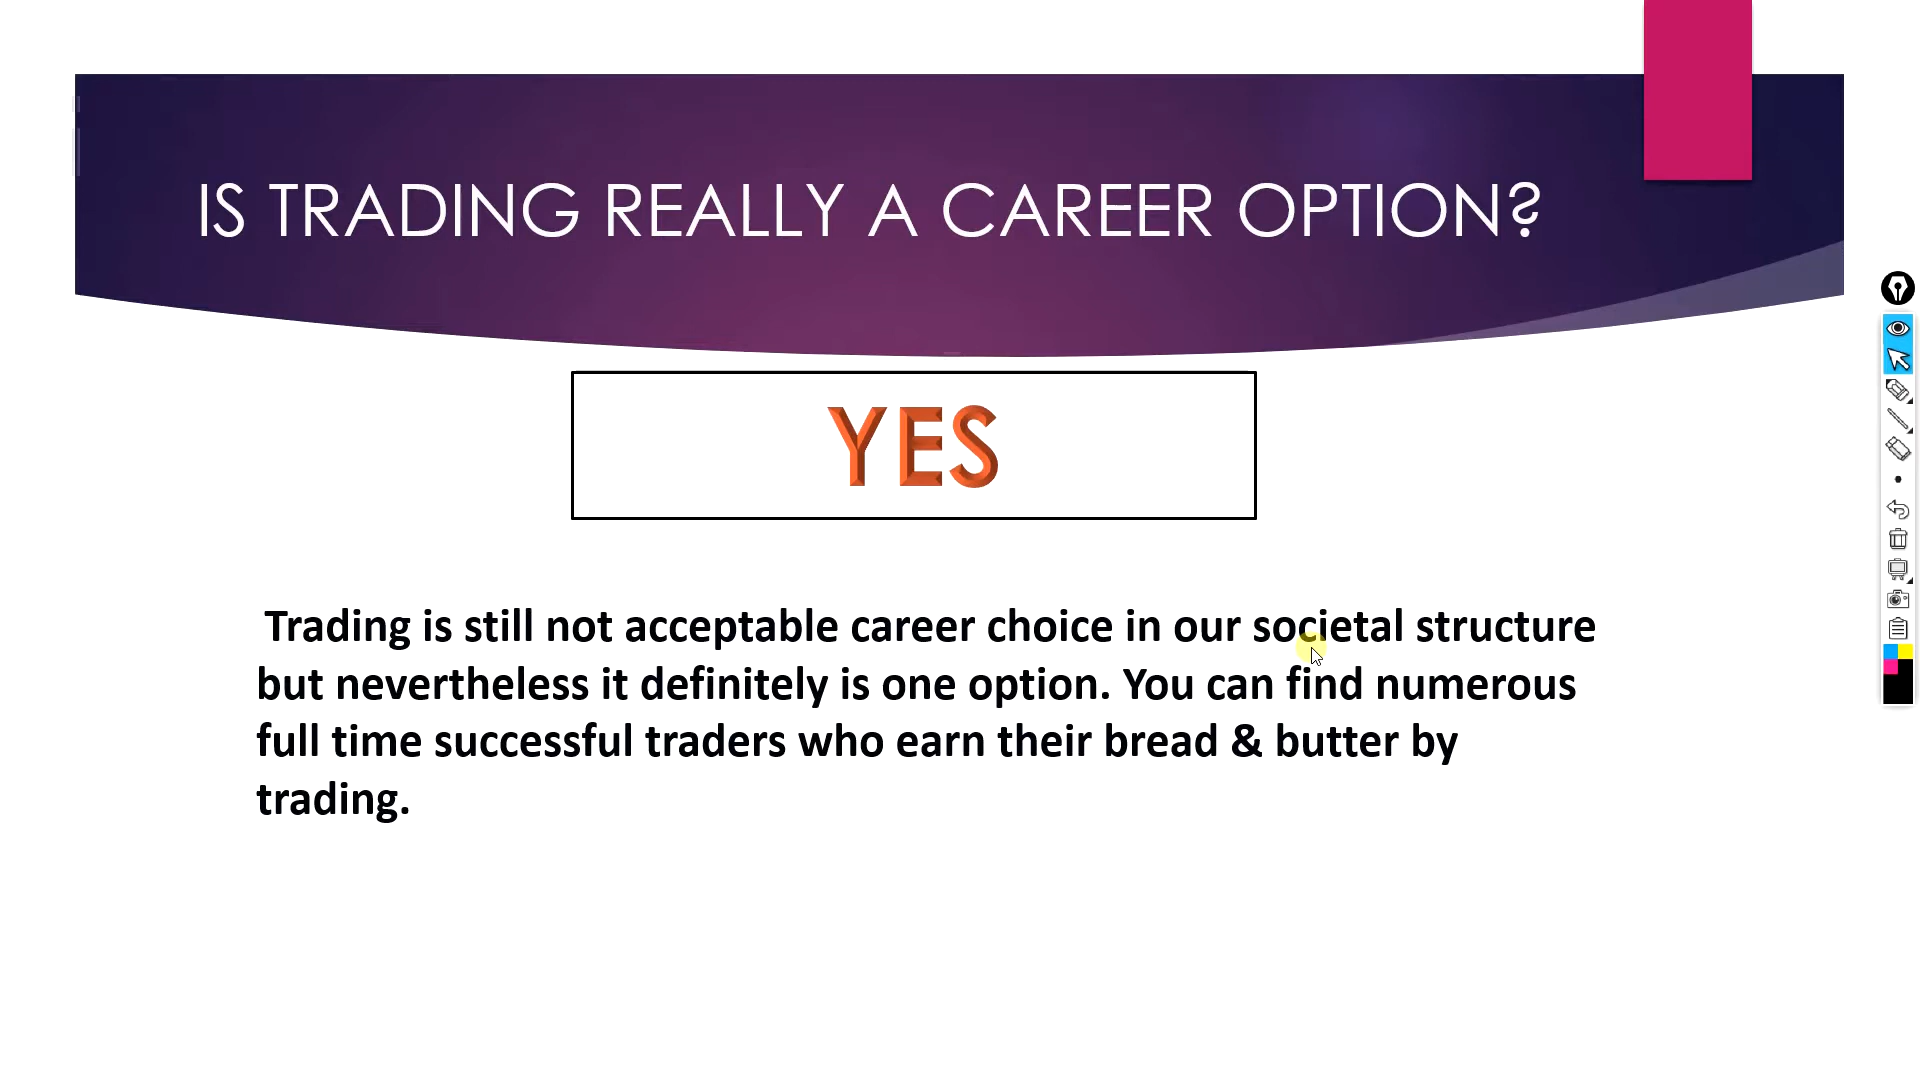 IS TRADING REALLY A CAREER OPTION?
YES
Trading is still not acceptable career choice in our societal structure
but nevertheless it definitely is one option. You can find numerous
full time successful traders who earn their bread & butter by
trading.